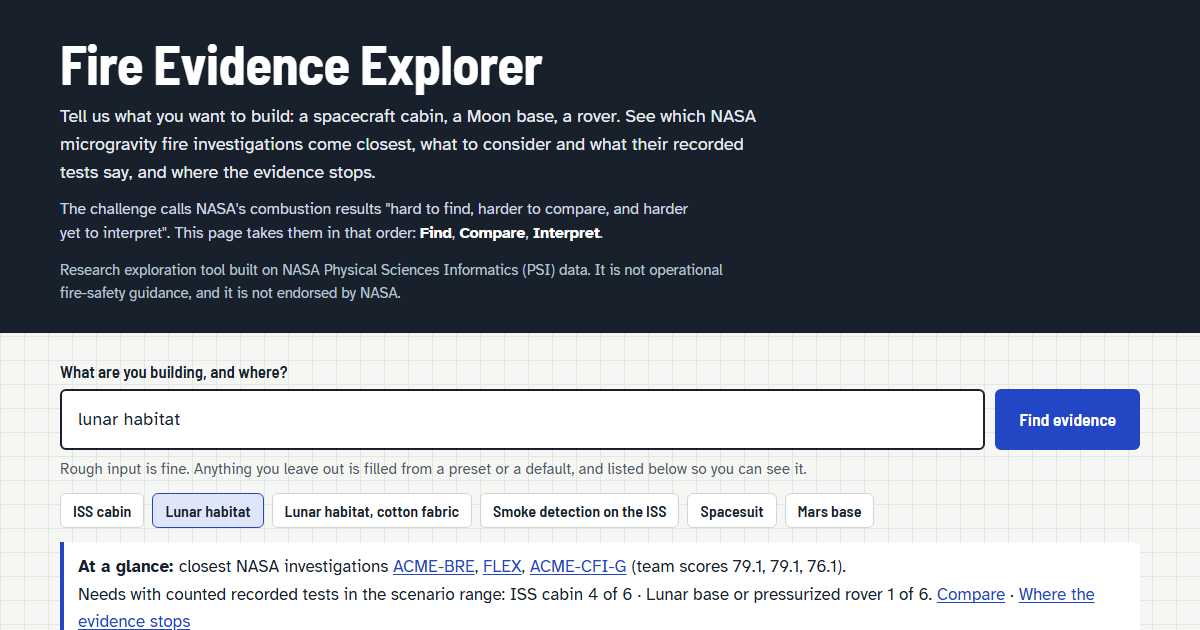 Fire Evidence Explorer
Tell us what you want to build: a spacecraft cabin, a Moon base, a rover. See which NASA
microgravity fire investigations come closest, what to consider and what their recorded
tests say, and where the evidence stops.
The challenge calls NASA's combustion results "hard to find, harder to compare, and harder
yet to interpret". This page takes them in that order: Find, Compare, Interpret.
Research exploration tool built on NASA Physical Sciences Informatics (PSI) data. It is not operational
fire-safety guidance, and it is not endorsed by NASA.
What are you building, and where?
lunar habitat
Find evidence
Rough input is fine. Anything you leave out is filled from a preset or a default, and listed below so you can see it.
ISS cabin
Lunar habitat
Lunar habitat, cotton fabric
Smoke detection on the ISS
Spacesuit
Mars base
At a glance: closest NASA investigations ACME-BRE, FLEX, ACME-CFI-G (team scores 79.1, 79.1, 76.1).
Needs with counted recorded tests in the scenario range: ISS cabin 4 of 6 · Lunar base or pressurized rover 1 of 6. Compare · Where the
evidence stops